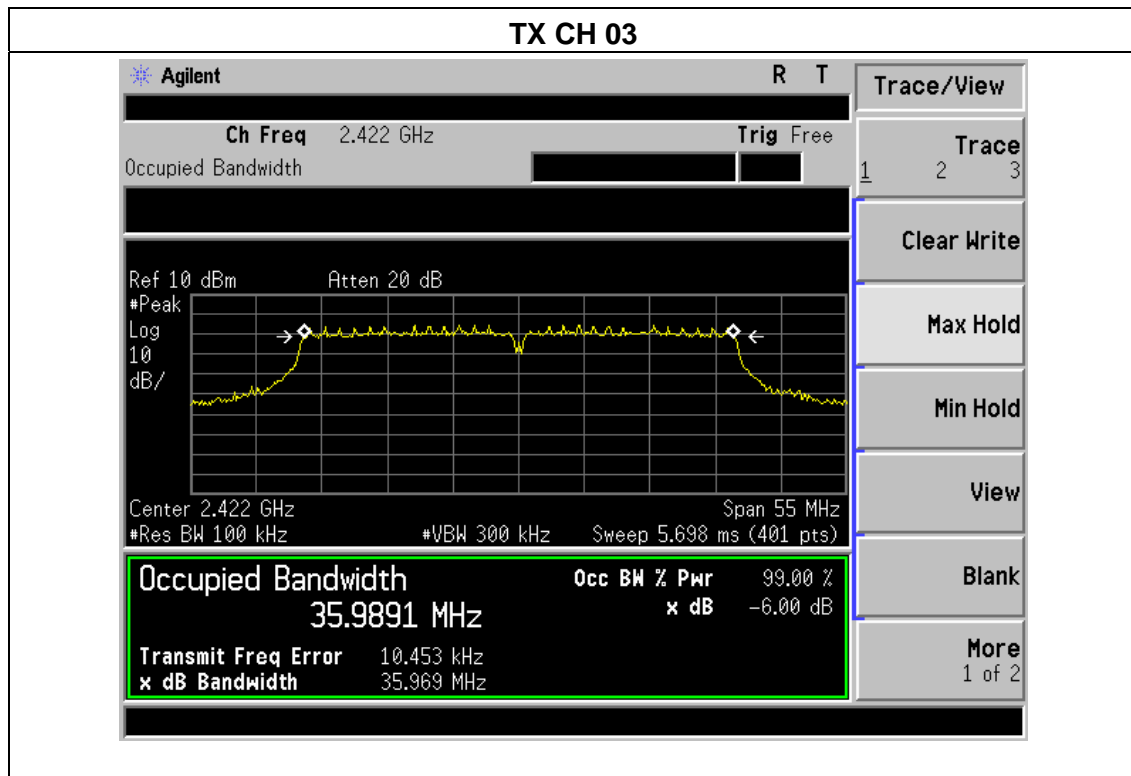 TX CH 03
Agilent R T
Ch Freq 2.422 GHz Trig Free
Occupied Bandwidth
Ref 10 dBm Atten 20 dB
#Peak
Log
10
dB/
Center 2.422 GHz Span 55 MHz
#Res BW 100 kHz #VBW 300 kHz Sweep 5.698 ms (401 pts)
Occupied Bandwidth Occ BW % Pwr 99.00 %
35.9891 MHz x dB -6.00 dB
Transmit Freq Error 10.453 kHz
x dB Bandwidth 35.969 MHz
Trace/View
Trace
1 2 3
Clear Write
Max Hold
Min Hold
View
Blank
More
1 of 2